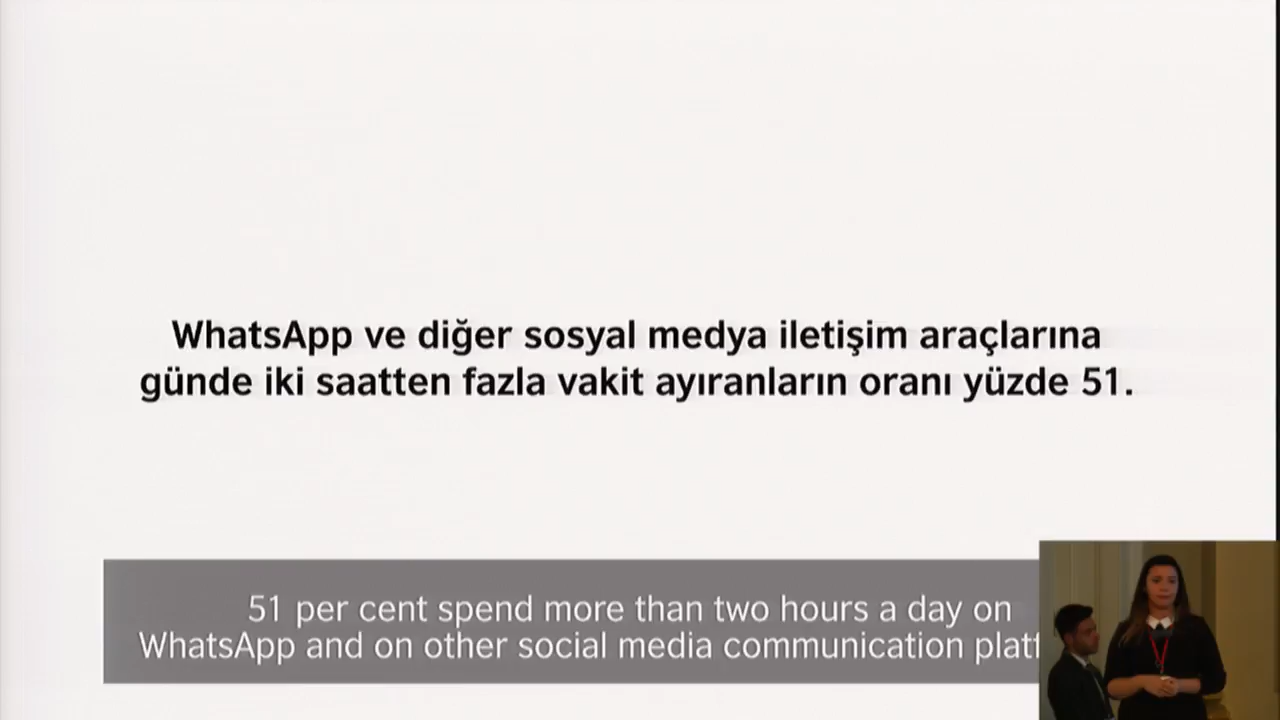 WhatsApp ve diğer sosyal medya iletişim araçlarına
günde iki saatten fazla vakit ayıranların oranı yüzde 51.
51 per cent spend more than two hours a day on
WhatsApp and on other social media communication